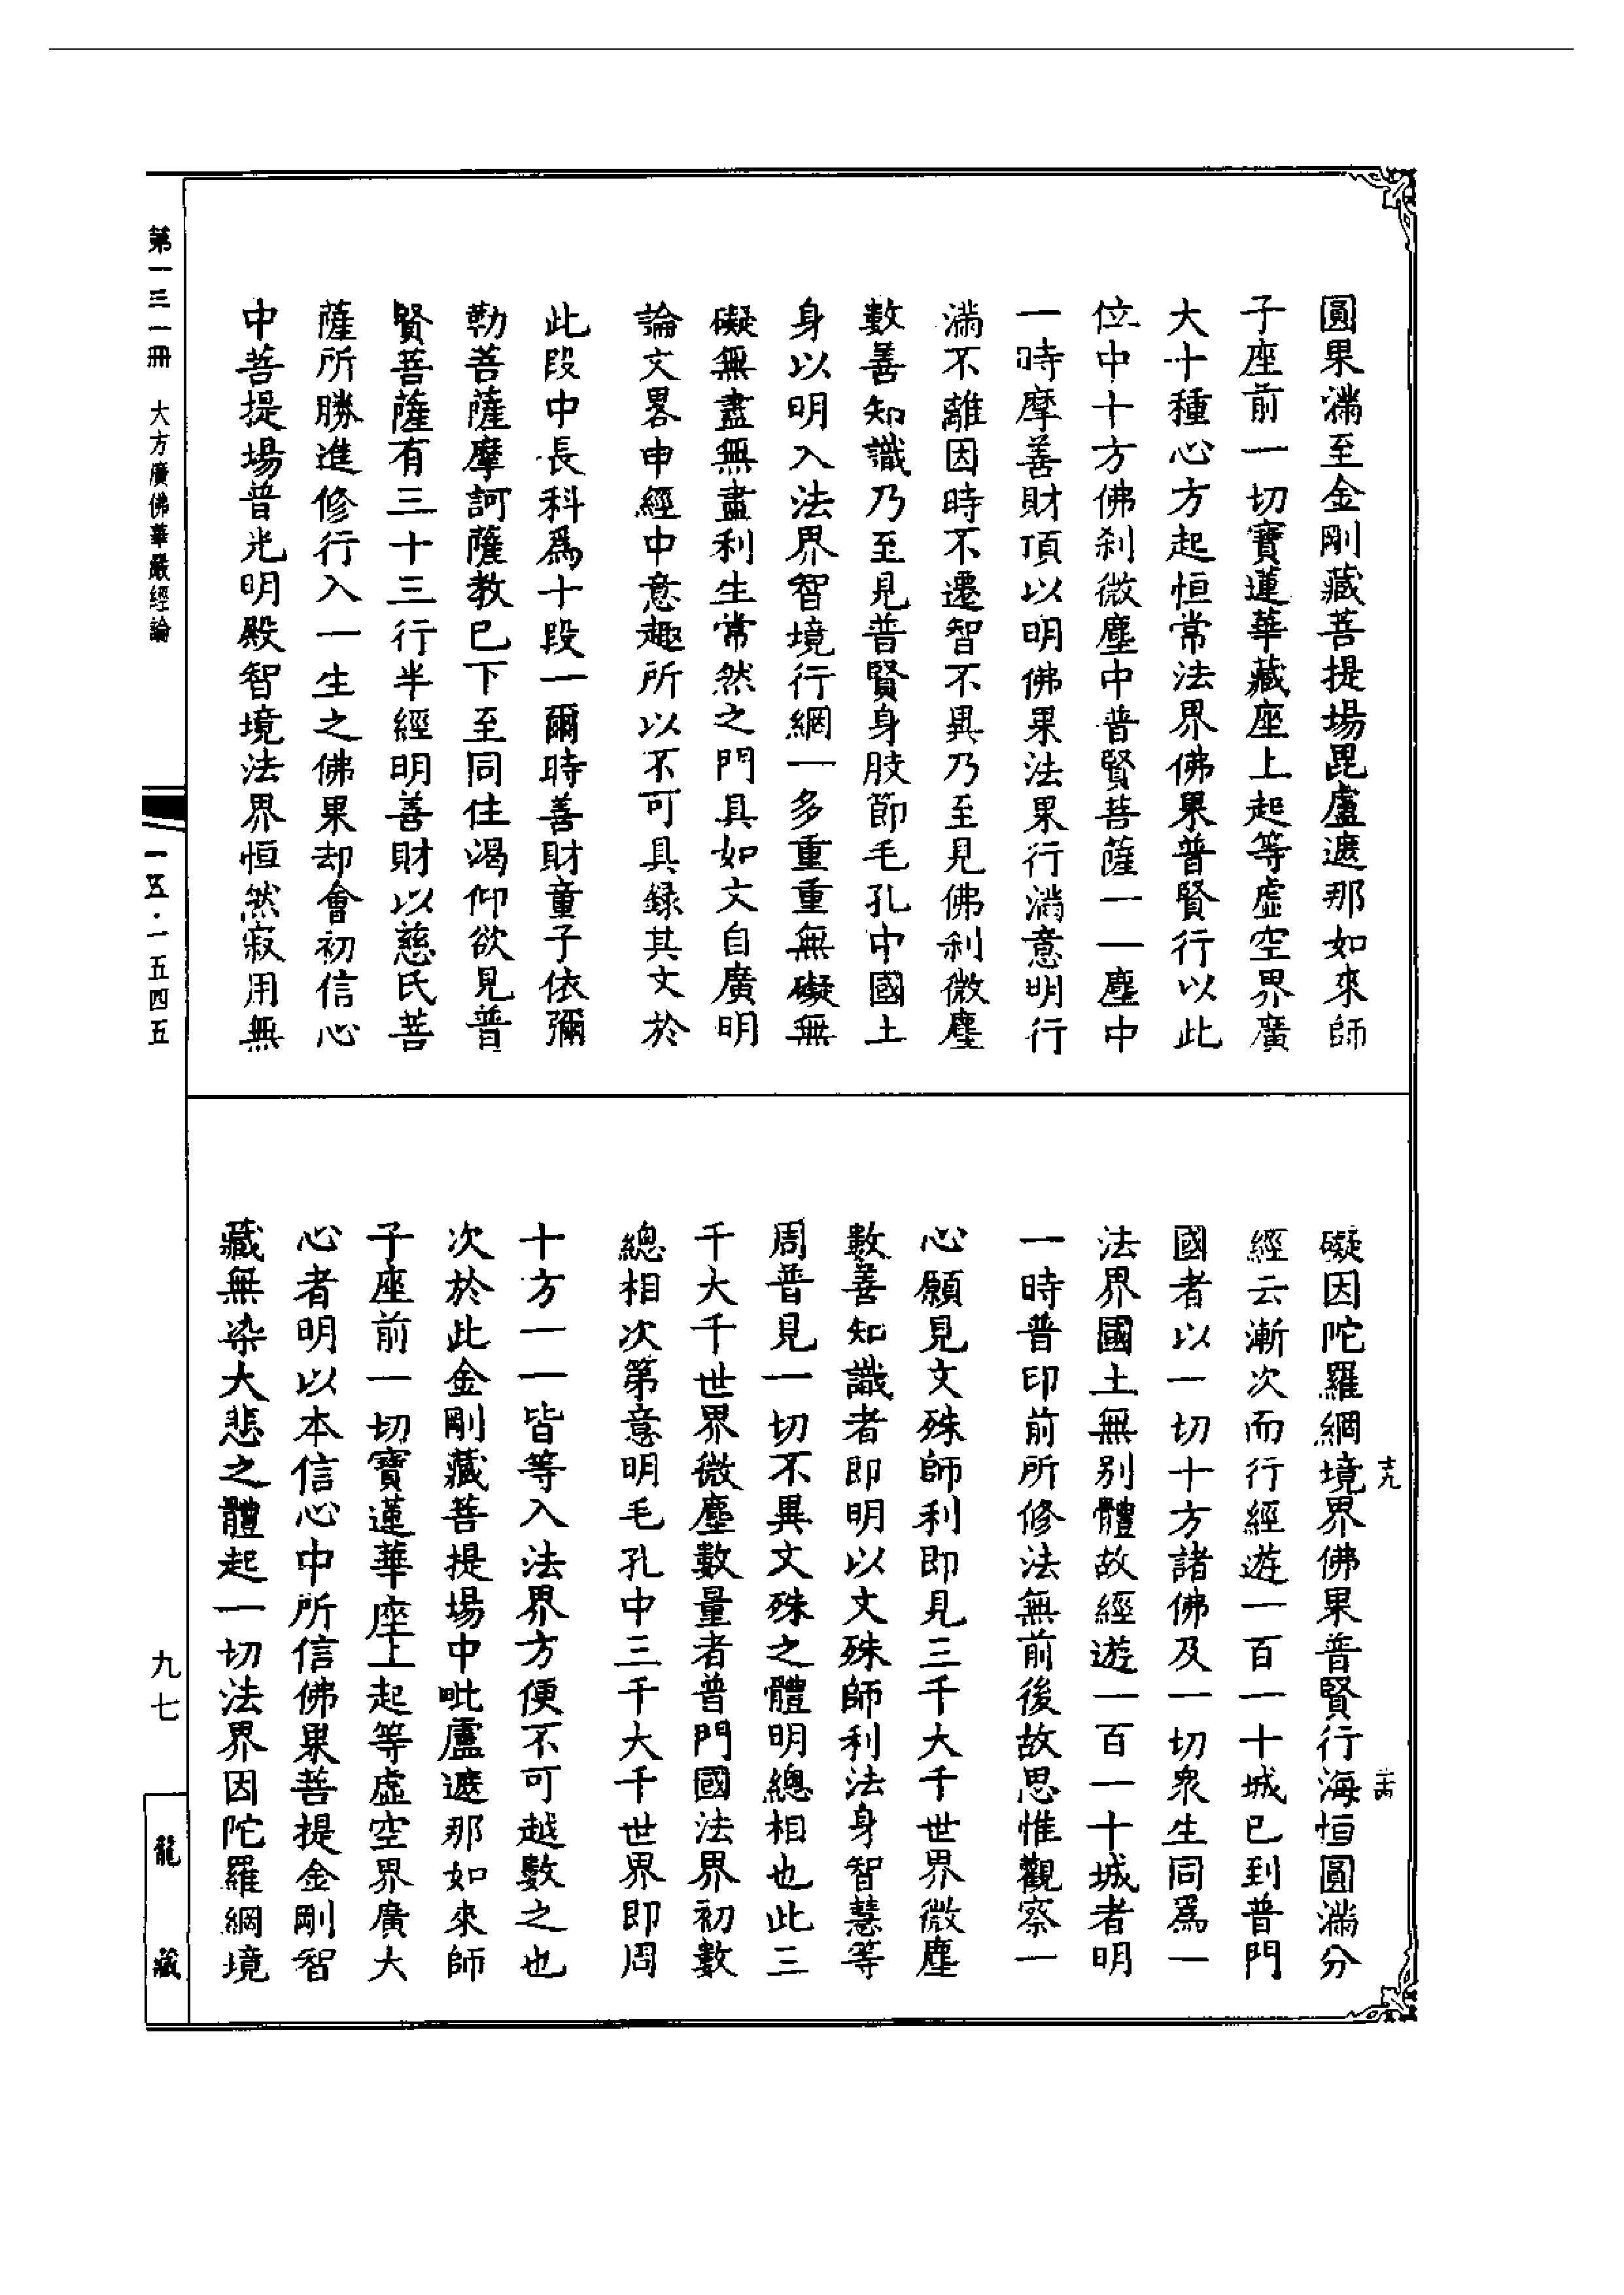 圓果滿至金剛藏菩提場毘盧遮那如來師
子座前一切寶蓮華藏座上起等虛空界廣
大十種心方起恒常法界佛果普賢行以此
位中十方佛剎微塵中普賢菩薩一一塵中
一時摩善財頂以明佛果法果行滿意明行
滿不離因時不遷智不異乃至見佛刹微塵
數善知識乃至見普賢身肢節毛孔中國土
身以明入法界智境行網一多重重無礙無
礙無盡無盡利生常然之門具如文自廣明
論文畧申經中意趣所以不可具錄其文於
此段中長科爲十段一爾時善財童子依彌
勒菩薩摩訶薩教已下至同住渴仰欲見普
賢菩薩有三十三行半經明善財以慈氏菩
薩所勝進修行入一生之佛果却會初信心
中菩提場普光明殿智境法界恒然寂用無
礙因陀羅網境界佛果普賢行海恒圓滿分
經云漸次而行經遊一百一十城已到普門
國者以一切十方諸佛及一切衆生同爲一
法界國土無别體故經遊一百一十城者明
一時普印前所修法無前後故思惟觀察一
心願見文殊師利即見三千大千世界微塵
數善知識者即明以文殊師利法身智慧等
周普見一切不異文殊之體明總相也此三
千大千世界微塵數量者普門國法界初數
總相次第意明毛孔中三千大千世界即周
十方一一皆等入法界方便不可越數之也
次於此金剛藏菩提場中毗盧遮那如來師
子座前一切寶蓮華座上起等虛空界廣大
心者明以本信心中所信佛果菩提金剛智
藏無染大悲之體起一切法界因陀羅網境
第一三一冊　大方廣佛華嚴經論
一五·一五四五
九七
龍藏